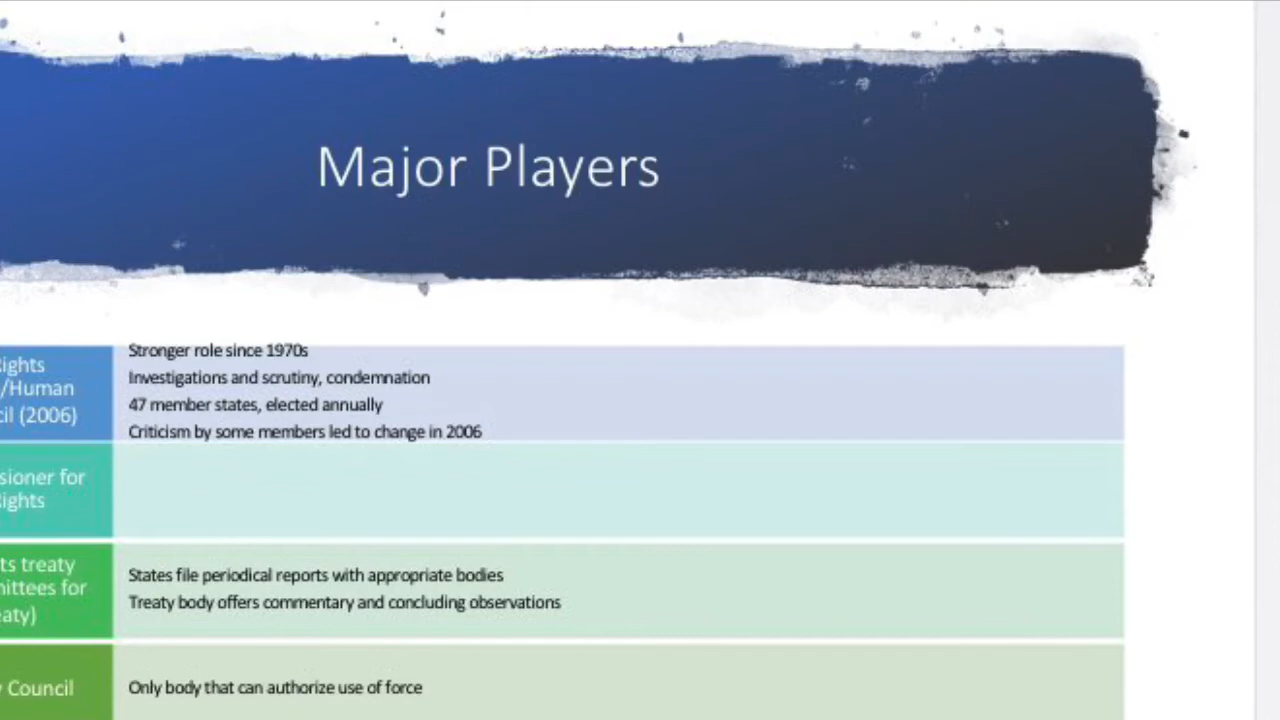 Major Players
ights
/Human
cil (2006)
Stronger role since 1970s
Investigations and scrutiny, condemnation
47 member states, elected annually
Criticism by some members led to change in 2006
sioner for
ights
ts treaty
ittees for
eaty)
States file periodical reports with appropriate bodies
Treaty body offers commentary and concluding observations
Council
Only body that can authorize use of force